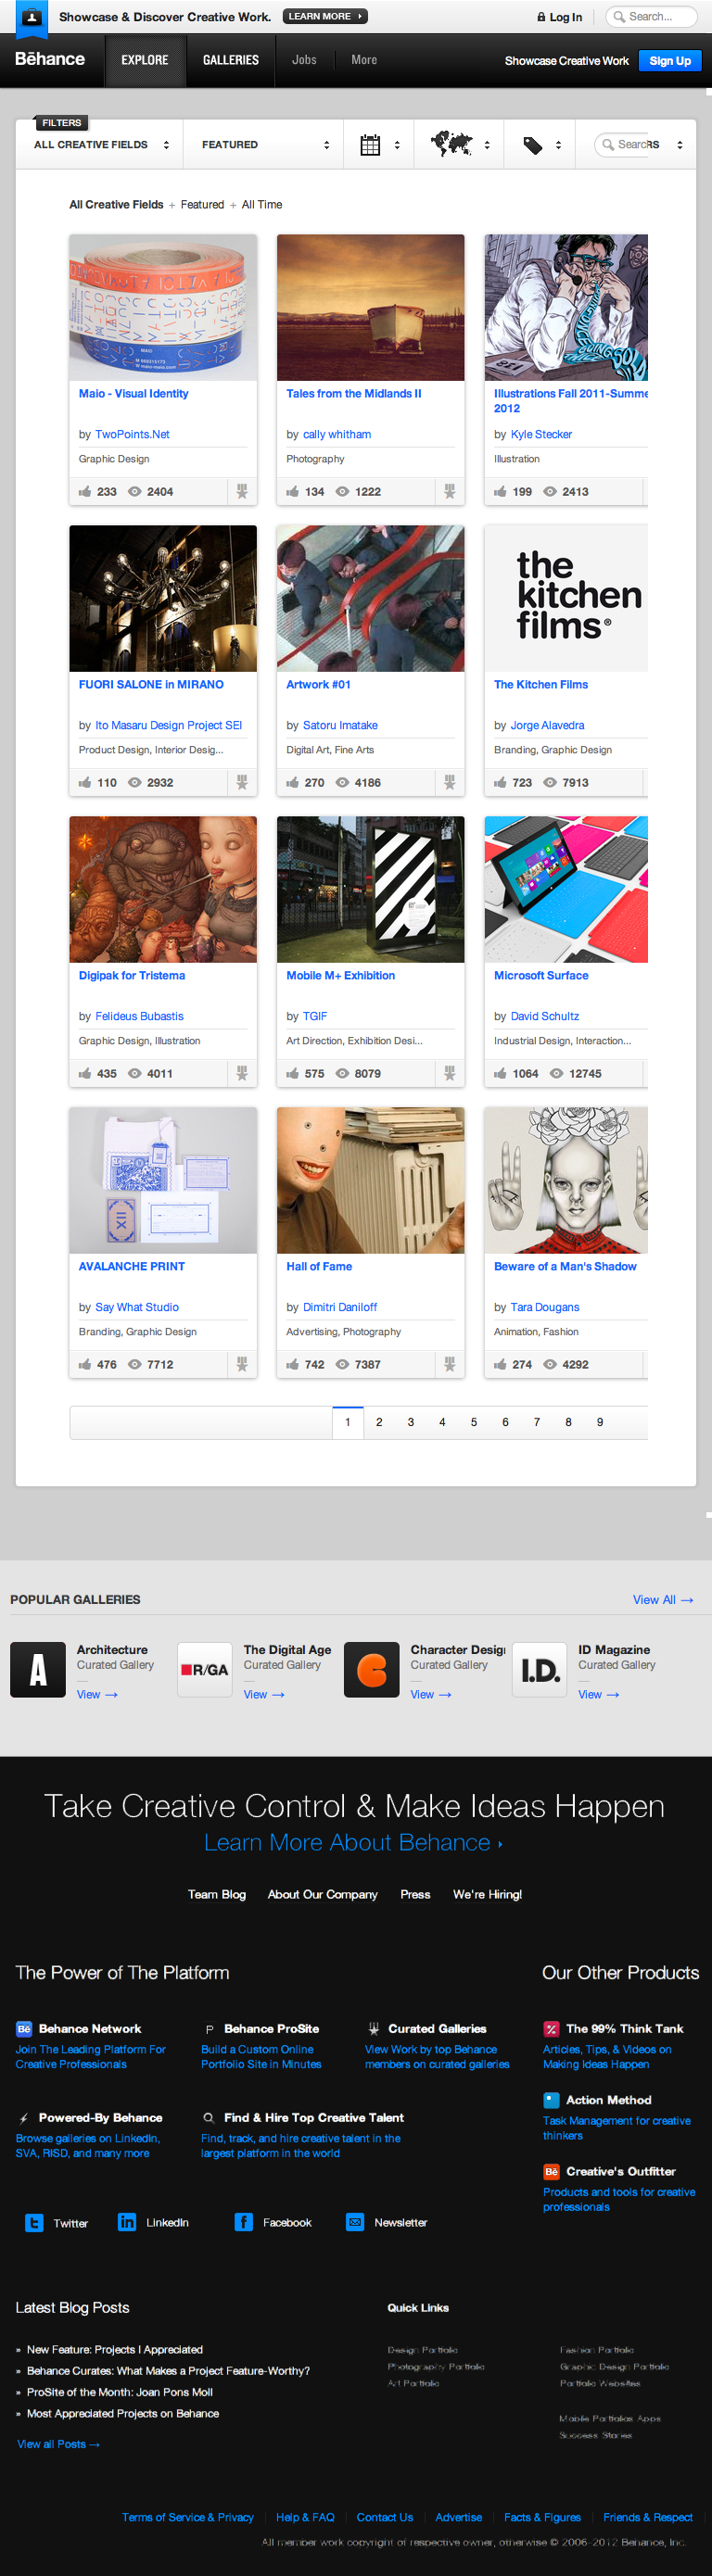 Showcase & Discover Creative Work. LEARN MORE Log In Search...
Bēhance EXPLORE GALLERIES Jobs More Showcase Creative Work Sign Up
FILTERS
ALL CREATIVE FIELDS FEATURED Search RS
All Creative Fields + Featured + All Time
MAIO
Maio - Visual Identity
by TwoPoints.Net
Graphic Design
233 2404
Tales from the Midlands II
by cally whitham
Photography
134 1222
Illustrations Fall 2011-Summe
2012
by Kyle Stecker
Illustration
199 2413
FUORI SALONE in MIRANO
by Ito Masaru Design Project SEI
Product Design, Interior Desig...
110 2932
Artwork #01
by Satoru Imatake
Digital Art, Fine Arts
270 4186
the
kitchen
films®
The Kitchen Films
by Jorge Alavedra
Branding, Graphic Design
723 7913
Digipak for Tristema
by Felideus Bubastis
Graphic Design, Illustration
435 4011
Mobile M+ Exhibition
by TGIF
Art Direction, Exhibition Desi...
575 8079
Microsoft Surface
by David Schultz
Industrial Design, Interaction...
1064 12745
XII
AVALANCHE PRINT
by Say What Studio
Branding, Graphic Design
476 7712
Hall of Fame
by Dimitri Daniloff
Advertising, Photography
742 7387
Beware of a Man's Shadow
by Tara Dougans
Animation, Fashion
274 4292
1 2 3 4 5 6 7 8 9
POPULAR GALLERIES View All →
A
Architecture
Curated Gallery
View →
R/GA
The Digital Age
Curated Gallery
View →
C
Character Desig
Curated Gallery
View →
I.D.
ID Magazine
Curated Gallery
View →
Take Creative Control & Make Ideas Happen
Learn More About Behance
Team Blog About Our Company Press We're Hiring!
The Power of The Platform
Bē Behance Network
Join The Leading Platform For
Creative Professionals
P Behance ProSite
Build a Custom Online
Portfolio Site in Minutes
Curated Galleries
View Work by top Behance
members on curated galleries
Powered-By Behance
Browse galleries on LinkedIn,
SVA, RISD, and many more
Find & Hire Top Creative Talent
Find, track, and hire creative talent in the
largest platform in the world
Our Other Products
% The 99% Think Tank
Articles, Tips, & Videos on
Making Ideas Happen
Action Method
Task Management for creative
thinkers
Bē Creative's Outfitter
Products and tools for creative
professionals
t Twitter in LinkedIn f Facebook Newsletter
Latest Blog Posts
» New Feature: Projects I Appreciated
» Behance Curates: What Makes a Project Feature-Worthy?
» ProSite of the Month: Joan Pons Moll
» Most Appreciated Projects on Behance
View all Posts →
Quick Links
Design Portfolio
Photography Portfolio
Art Portfolio
Fashion Portfolio
Graphic Design Portfolio
Portfolio Websites
Mobile Portfolios Apps
Success Stories
Terms of Service & Privacy Help & FAQ Contact Us Advertise Facts & Figures Friends & Respect
All member work copyright of respective owner, otherwise © 2006-2012 Behance, Inc.